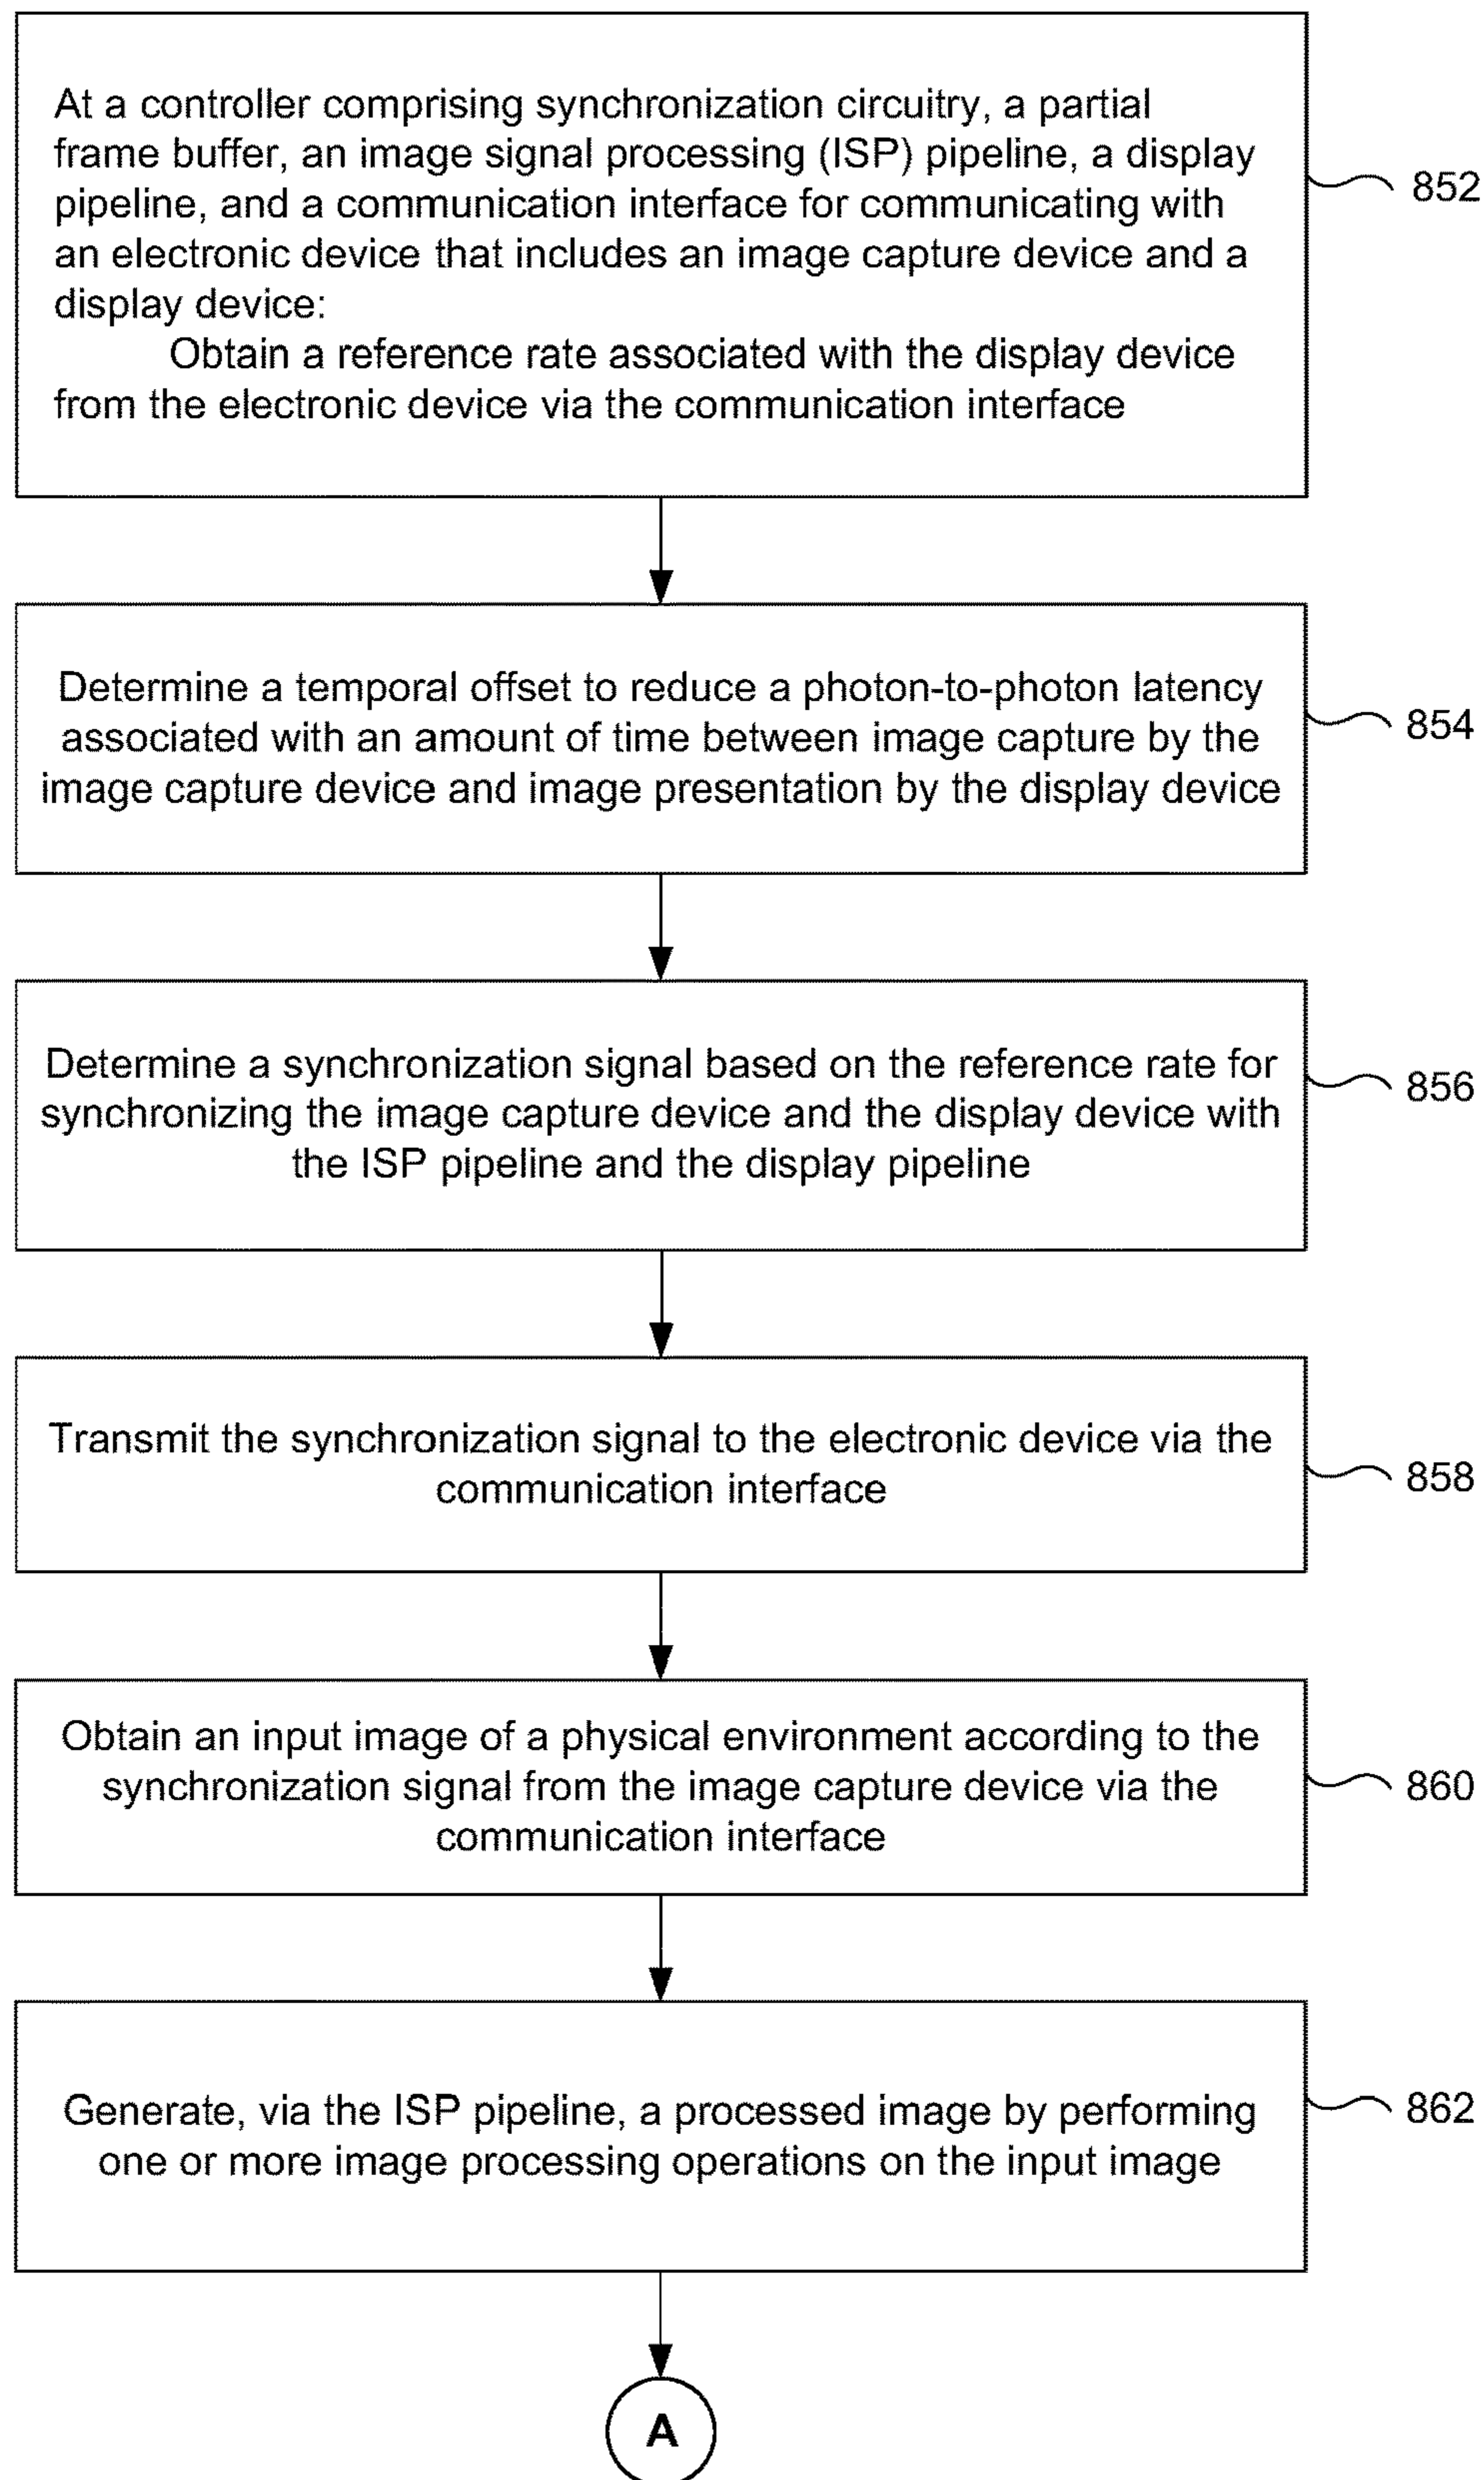 At a controller comprising synchronization circuitry, a partial
frame buffer, an image signal processing (ISP) pipeline, a display
pipeline, and a communication interface for communicating with
an electronic device that includes an image capture device and a
display device:
Obtain a reference rate associated with the display device
from the electronic device via the communication interface
852
Determine a temporal offset to reduce a photon-to-photon latency
associated with an amount of time between image capture by the
image capture device and image presentation by the display device
854
Determine a synchronization signal based on the reference rate for
synchronizing the image capture device and the display device with
the ISP pipeline and the display pipeline
856
Transmit the synchronization signal to the electronic device via the
communication interface
858
Obtain an input image of a physical environment according to the
synchronization signal from the image capture device via the
communication interface
860
Generate, via the ISP pipeline, a processed image by performing
one or more image processing operations on the input image
862
A